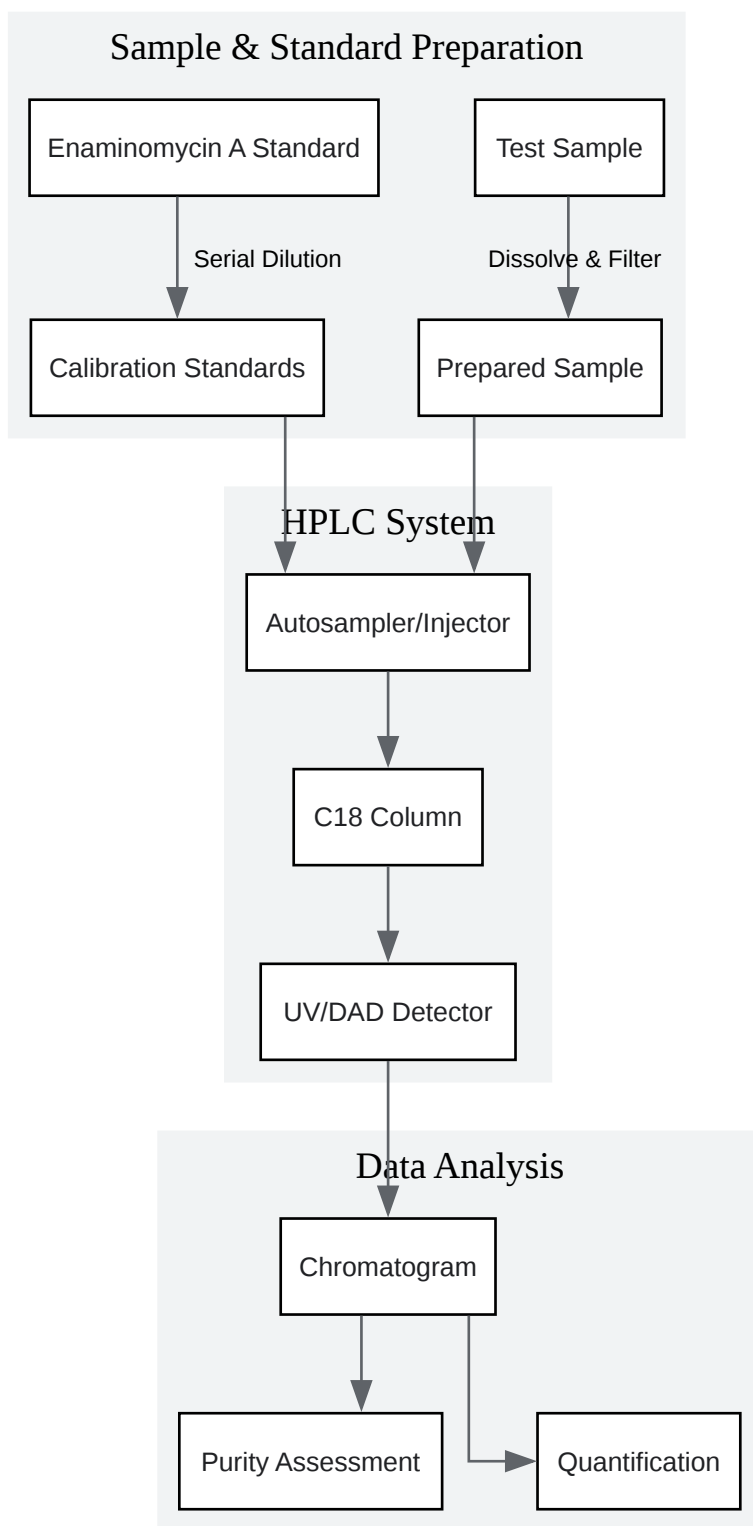 Sample & Standard Preparation
Enaminomycin A Standard
Test Sample
Serial Dilution
Dissolve & Filter
Calibration Standards
Prepared Sample
HPLC System
Autosampler/Injector
C18 Column
UV/DAD Detector
Data Analysis
Chromatogram
Purity Assessment
Quantification